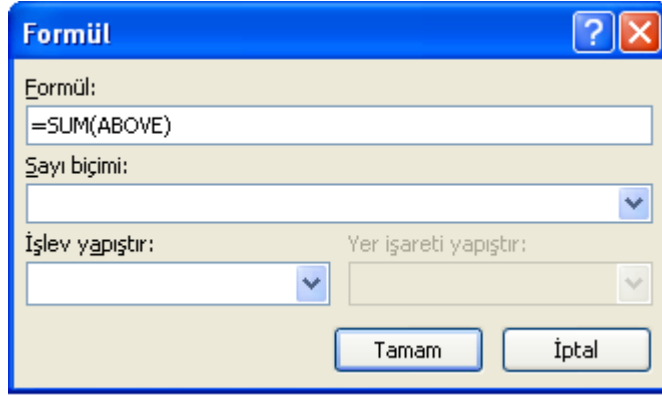 Formül
Formül:
=SUM(ABOVE)
Sayı biçimi:
İşlev yapıştır: Yer işareti yapıştır:
Tamam İptal